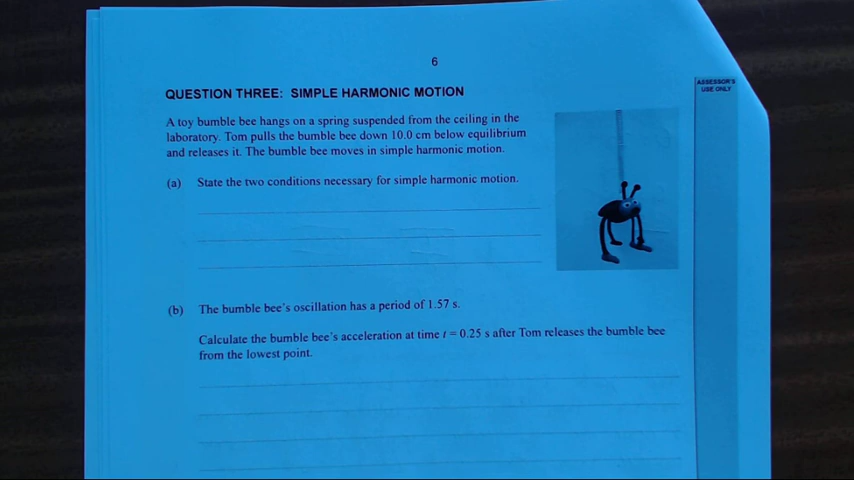 6
ASSESSOR'S
USE ONLY
QUESTION THREE: SIMPLE HARMONIC MOTION
A toy bumble bee hangs on a spring suspended from the ceiling in the
laboratory. Tom pulls the bumble bee down 10.0 cm below equilibrium
and releases it. The bumble bee moves in simple harmonic motion.
(a) State the two conditions necessary for simple harmonic motion.
(b) The bumble bee's oscillation has a period of 1.57 s.
Calculate the bumble bee's acceleration at time t = 0.25 s after Tom releases the bumble bee
from the lowest point.